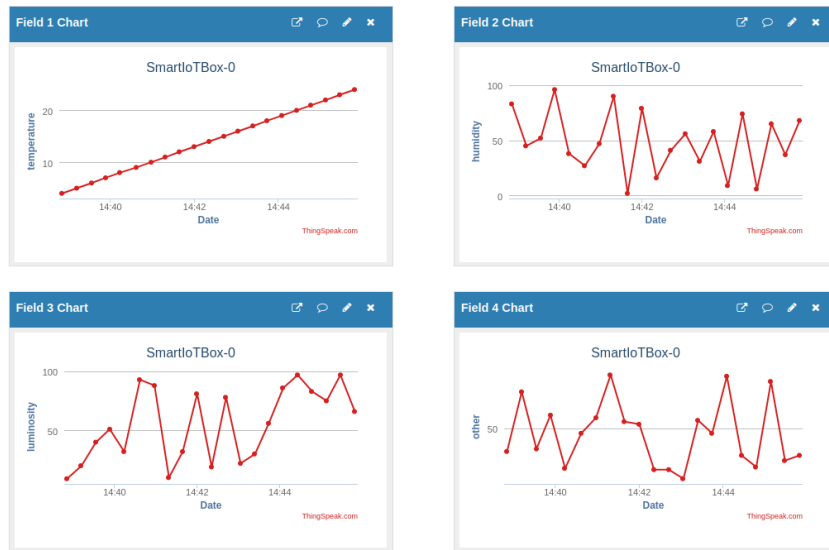 Field 1 Chart
SmartIoTBox-0
temperature
20
10
14:40 14:42 14:44
Date
ThingSpeak.com
Field 2 Chart
SmartIoTBox-0
humidity
100
50
0
14:40 14:42 14:44
Date
ThingSpeak.com
Field 3 Chart
SmartIoTBox-0
luminosity
100
50
14:40 14:42 14:44
Date
ThingSpeak.com
Field 4 Chart
SmartIoTBox-0
other
50
14:40 14:42 14:44
Date
ThingSpeak.com